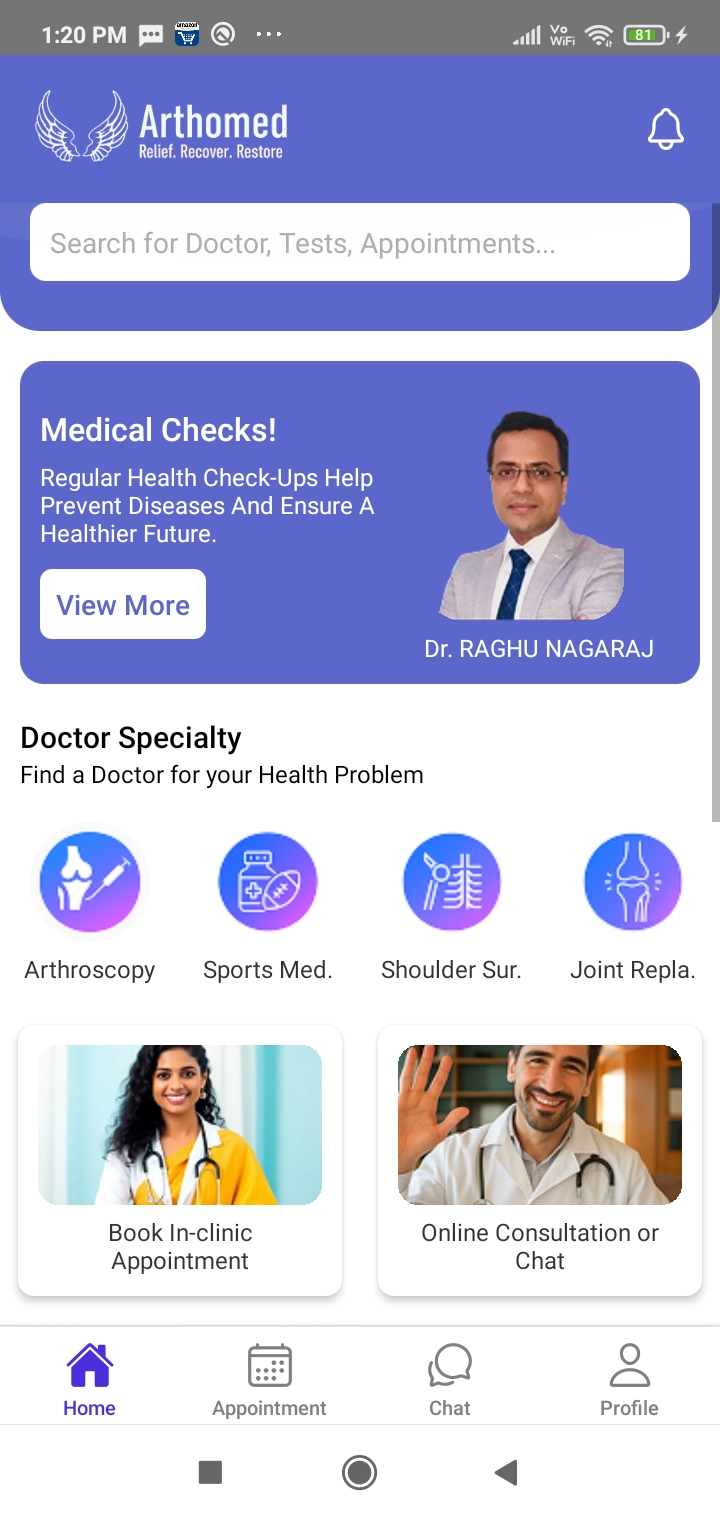 1:20 PM
amazon
Vo
WiFi
81
Arthomed
Relief. Recover. Restore
Search for Doctor, Tests, Appointments...
Medical Checks!
Regular Health Check-Ups Help
Prevent Diseases And Ensure A
Healthier Future.
View More
Dr. RAGHU NAGARAJ
Doctor Specialty
Find a Doctor for your Health Problem
Arthroscopy
Sports Med.
Shoulder Sur.
Joint Repla.
Book In-clinic
Appointment
Online Consultation or
Chat
Home
Appointment
Chat
Profile